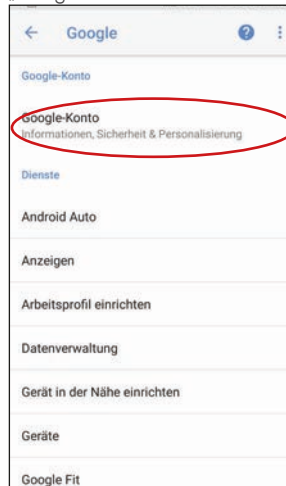 Google
Google-Konto
Google-Konto
Informationen, Sicherheit & Personalisierung
Dienste
Android Auto
Anzeigen
Arbeitsprofil einrichten
Datenverwaltung
Gerät in der Nähe einrichten
Geräte
Google Fit